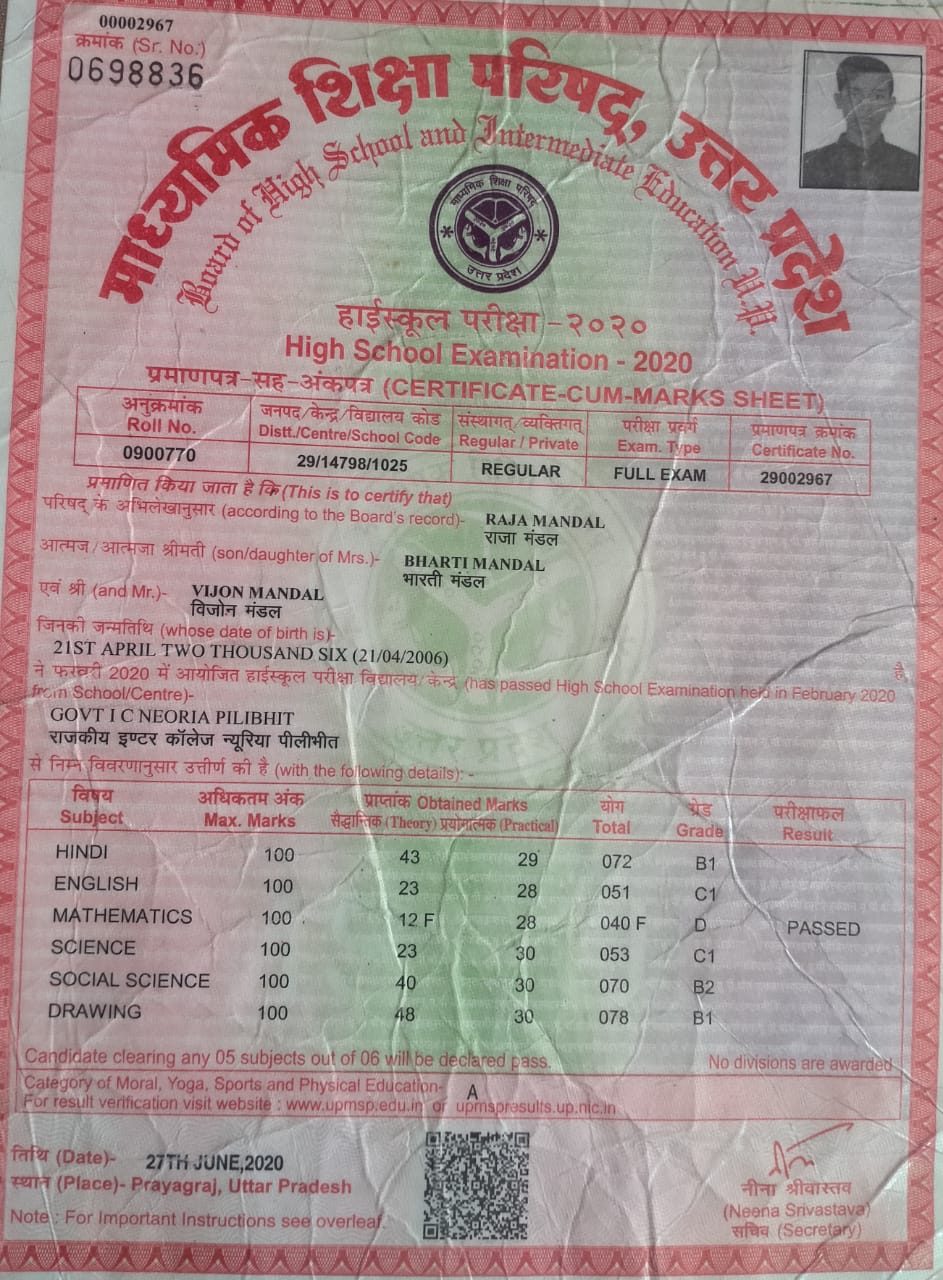 00002967
क्रमांक (Sr. No.)
0698836
माध्यमिक शिक्षा परिषद्, उत्तर प्रदेश
Board of High School and Intermediate Education U.P.
माध्यमिक शिक्षा परिषद्
उत्तर प्रदेश
हाईस्कूल परीक्षा-२०२०
High School Examination - 2020
प्रमाणपत्र-सह-अंकपत्र (CERTIFICATE-CUM-MARKS SHEET)
अनुक्रमांक जनपद/केन्द्र/विद्यालय कोड संस्थागत्/व्यक्तिगत् परीक्षा प्रवर्ग प्रमाणपत्र क्रमांक
Roll No. Distt./Centre/School Code Regular / Private Exam. Type Certificate No.
0900770 29/14798/1025 REGULAR FULL EXAM 29002967
प्रमाणित किया जाता है कि (This is to certify that)
परिषद् के अभिलेखानुसार (according to the Board's record)- RAJA MANDAL
राजा मंडल
आत्मज/आत्मजा श्रीमती (son/daughter of Mrs.)- BHARTI MANDAL
भारती मंडल
एवं श्री (and Mr.)- VIJON MANDAL
विजोन मंडल
जिनकी जन्मतिथि (whose date of birth is)-
21ST APRIL TWO THOUSAND SIX (21/04/2006) है,
ने फरवरी 2020 में आयोजित हाईस्कूल परीक्षा विद्यालय/केन्द्र (has passed High School Examination held in February 2020
from School/Centre)-
GOVT I C NEORIA PILIBHIT
राजकीय इण्टर कॉलेज न्यूरिया पीलीभीत
से निम्न विवरणानुसार उत्तीर्ण की है (with the following details): -
विषय अधिकतम अंक प्राप्तांक Obtained Marks योग ग्रेड परीक्षाफल
Subject Max. Marks सैद्धान्तिक (Theory) प्रयोगात्मक (Practical) Total Grade Result
HINDI 100 43 29 072 B1
ENGLISH 100 23 28 051 C1
MATHEMATICS 100 12 F 28 040 F D PASSED
SCIENCE 100 23 30 053 C1
SOCIAL SCIENCE 100 40 30 070 B2
DRAWING 100 48 30 078 B1
Candidate clearing any 05 subjects out of 06 will be declared pass. No divisions are awarded
Category of Moral, Yoga, Sports and Physical Education- A
For result verification visit website : www.upmsp.edu.in or upmspresults.up.nic.in
तिथि (Date)- 27TH JUNE,2020
स्थान (Place)- Prayagraj, Uttar Pradesh
नीना श्रीवास्तव
(Neena Srivastava)
सचिव (Secretary)
Note : For Important Instructions see overleaf.